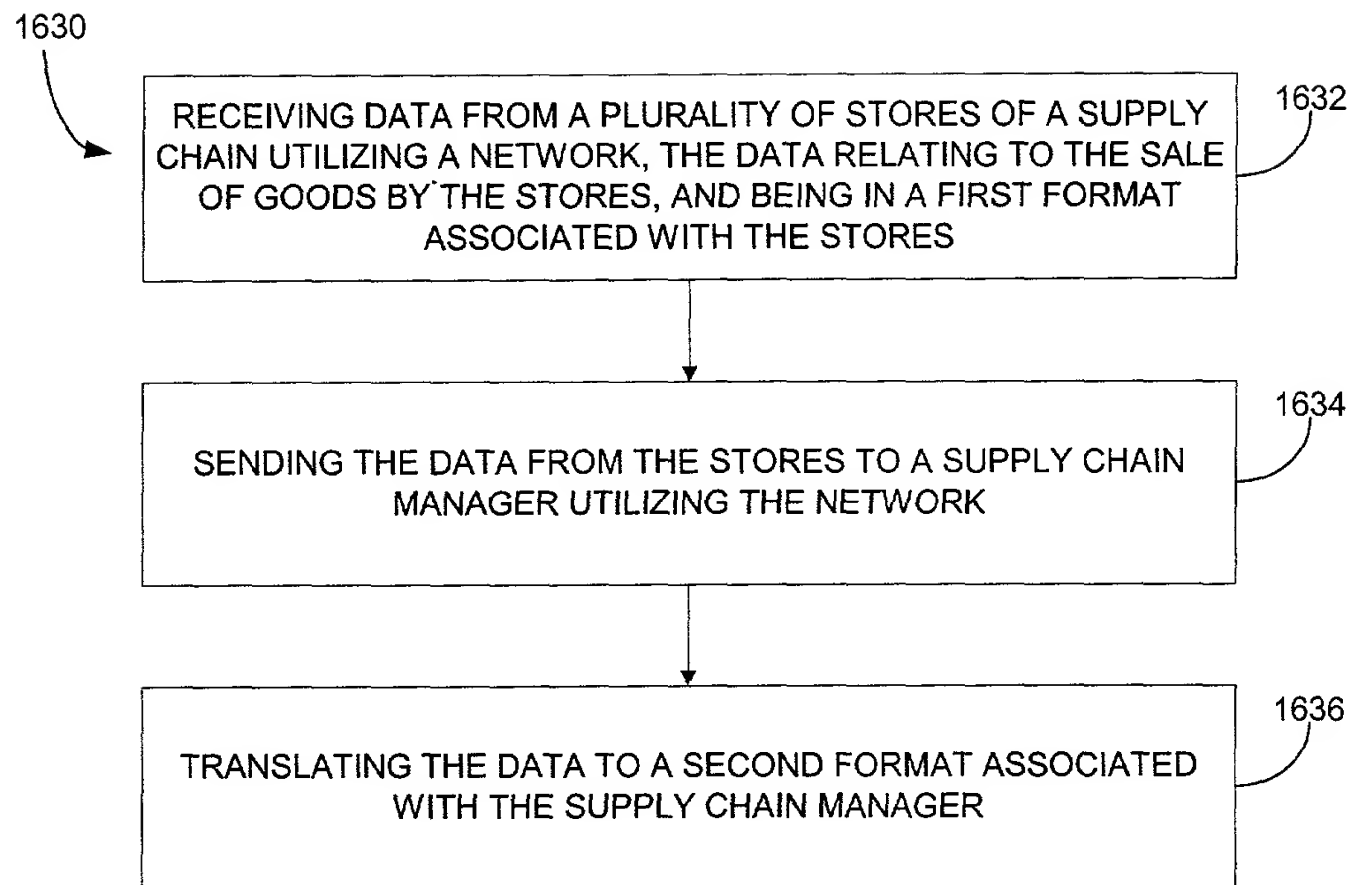 1630
RECEIVING DATA FROM A PLURALITY OF STORES OF A SUPPLY
CHAIN UTILIZING A NETWORK, THE DATA RELATING TO THE SALE
OF GOODS BY THE STORES, AND BEING IN A FIRST FORMAT
ASSOCIATED WITH THE STORES
1632
SENDING THE DATA FROM THE STORES TO A SUPPLY CHAIN
MANAGER UTILIZING THE NETWORK
1634
TRANSLATING THE DATA TO A SECOND FORMAT ASSOCIATED
WITH THE SUPPLY CHAIN MANAGER
1636